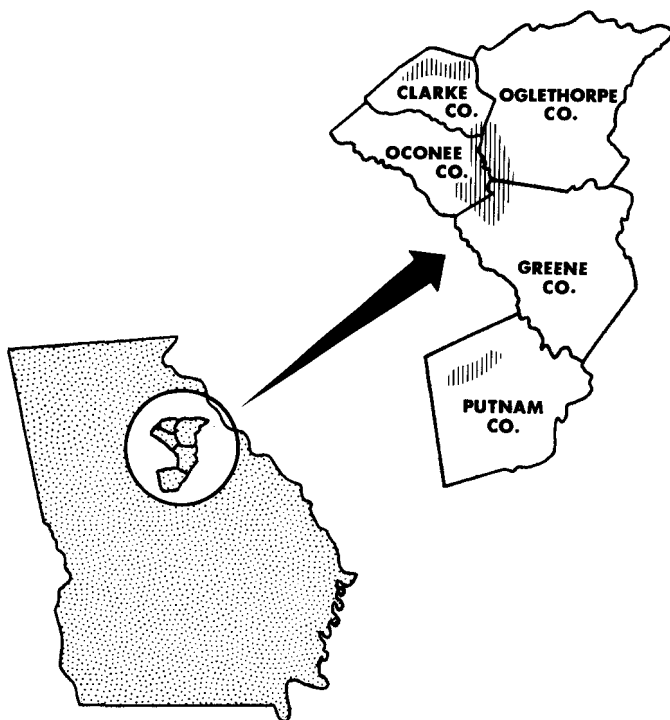 CLARKE
CO.
OGLETHORPE
CO.
OCONEE
CO.
GREENE
CO.
PUTNAM
CO.